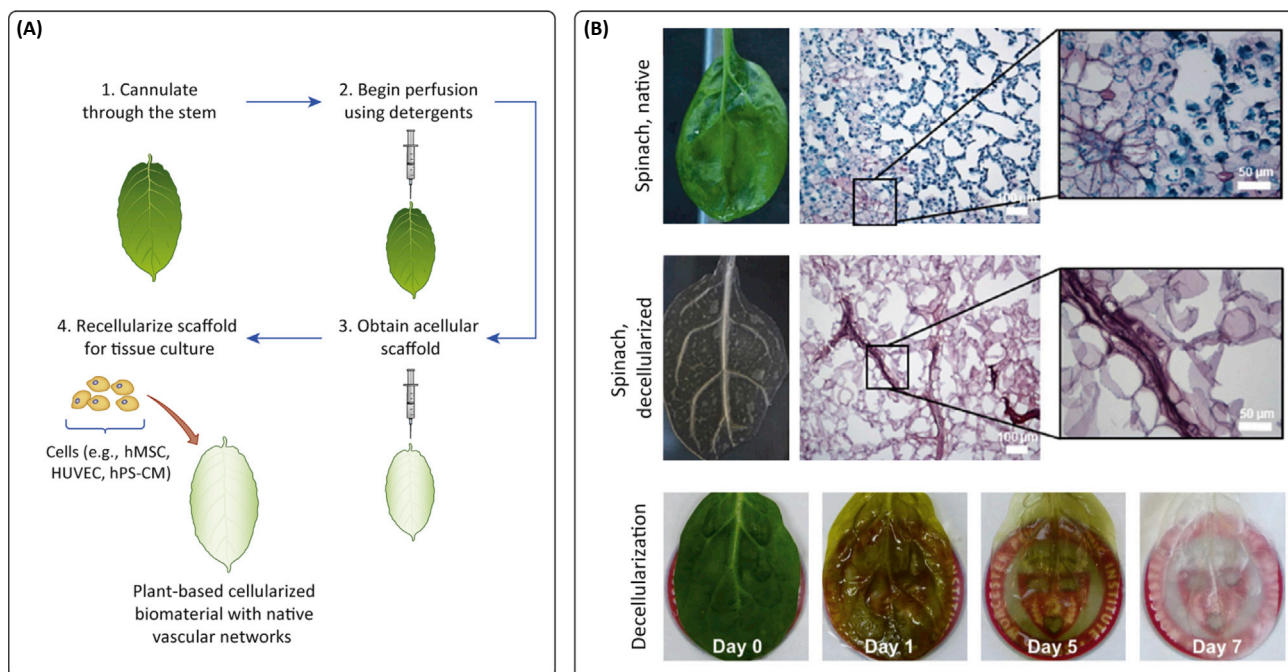 (A)
1. Cannulate
through the stem
2. Begin perfusion
using detergents
4. Recellularize scaffold
for tissue culture
3. Obtain acellular
scaffold
Cells (e.g., hMSC,
HUVEC, hPS-CM)
Plant-based cellularized
biomaterial with native
vascular networks
(B)
Spinach, native
50 µm
Spinach,
decellularized
100 µm
50 µm
Decellularization
Day 0
Day 1
Day 5
WORCESTER
INSTITUTE
Day 7